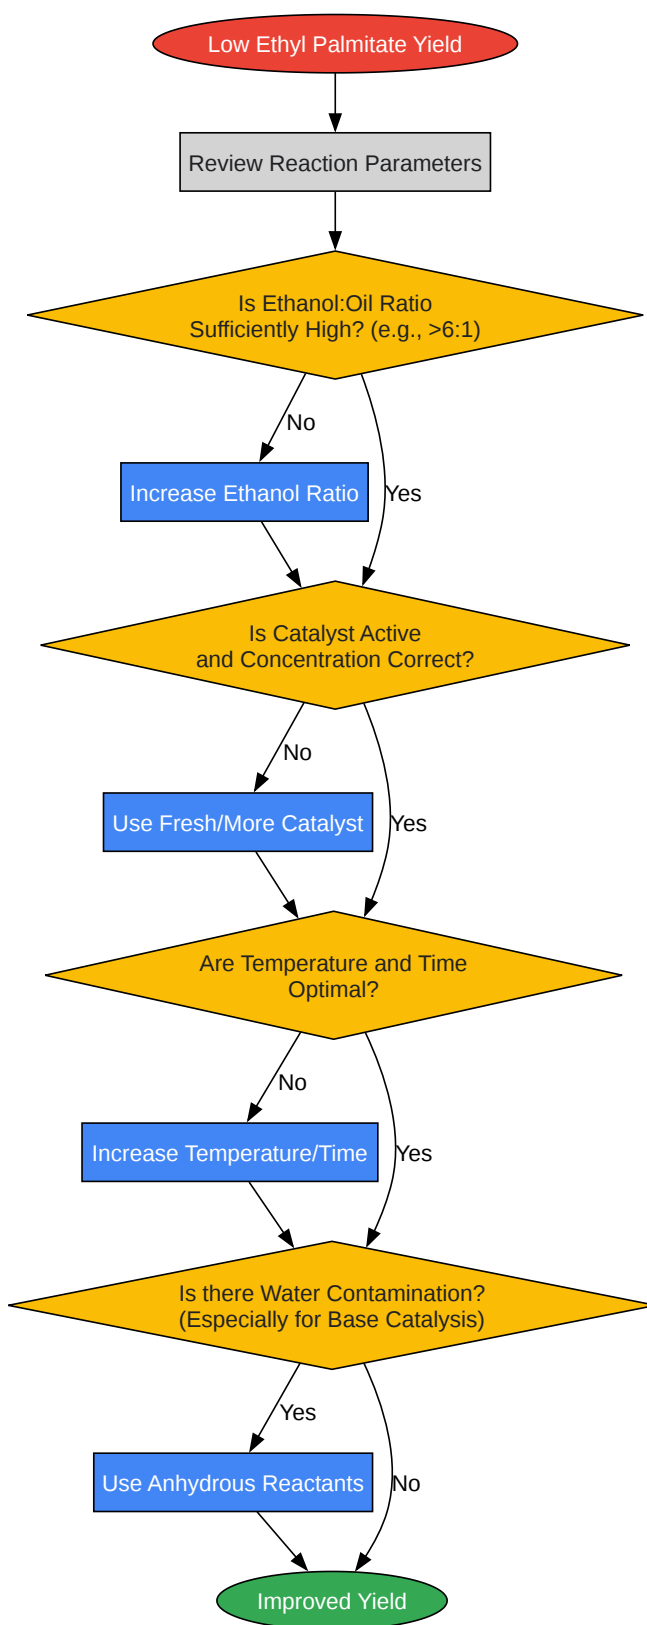 Low Ethyl Palmitate Yield
Review Reaction Parameters
Is Ethanol:Oil Ratio
Sufficiently High? (e.g., >6:1)
No
Increase Ethanol Ratio
Yes
Is Catalyst Active
and Concentration Correct?
No
Use Fresh/More Catalyst
Yes
Are Temperature and Time
Optimal?
No
Increase Temperature/Time
Yes
Is there Water Contamination?
(Especially for Base Catalysis)
Yes
Use Anhydrous Reactants
No
Improved Yield